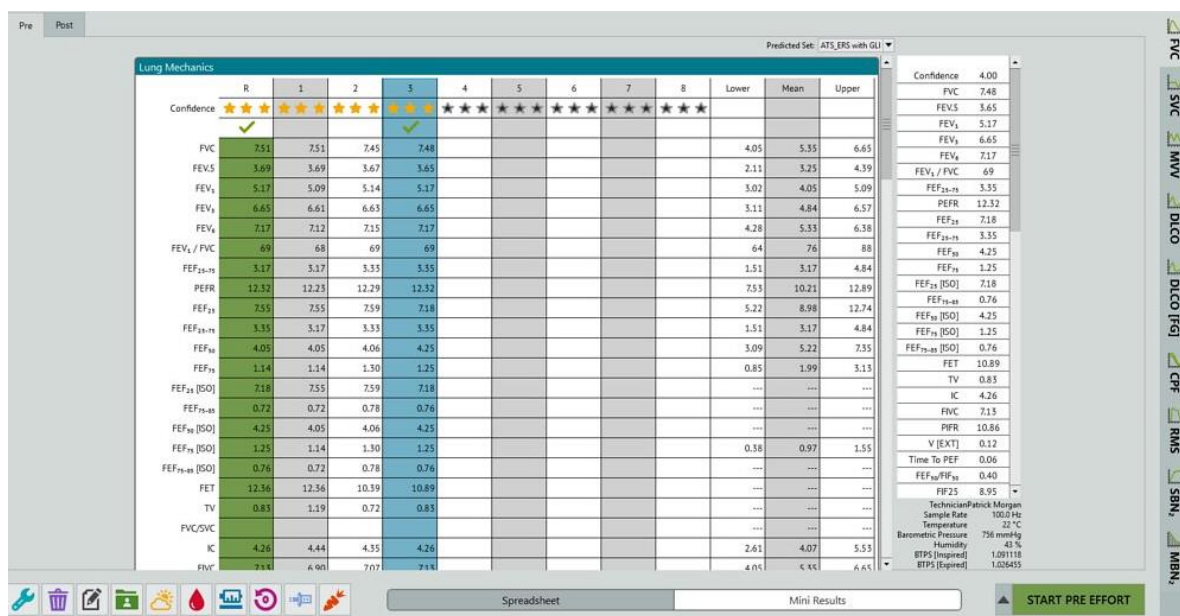 Pre Post
Predicted Set: ATS_ERS with GLI
Lung Mechanics
R 1 2 3 4 5 6 7 8 Lower Mean Upper
Confidence
FVC 7.51 7.51 7.45 7.48 4.05 5.35 6.65
FEV.5 3.69 3.69 3.67 3.65 2.11 3.25 4.39
FEV₁ 5.17 5.09 5.14 5.17 3.02 4.05 5.09
FEV₃ 6.65 6.61 6.63 6.65 3.11 4.84 6.57
FEV₆ 7.17 7.12 7.15 7.17 4.28 5.33 6.38
FEV₁ / FVC 69 68 69 69 64 76 88
FEF₂₅₋₇₅ 3.17 3.17 3.33 3.35 1.51 3.17 4.84
PEFR 12.32 12.23 12.29 12.32 7.53 10.21 12.89
FEF₂₅ 7.55 7.55 7.59 7.18 5.22 8.98 12.74
FEF₂₅₋₇₅ 3.35 3.17 3.33 3.35 1.51 3.17 4.84
FEF₅₀ 4.05 4.05 4.06 4.25 3.09 5.22 7.35
FEF₇₅ 1.14 1.14 1.30 1.25 0.85 1.99 3.13
FEF₂₅ [ISO] 7.18 7.55 7.59 7.18 --- --- ---
FEF₇₅₋₈₅ 0.72 0.72 0.78 0.76 --- --- ---
FEF₅₀ [ISO] 4.25 4.05 4.06 4.25 --- --- ---
FEF₇₅ [ISO] 1.25 1.14 1.30 1.25 0.38 0.97 1.55
FEF₇₅₋₈₅ [ISO] 0.76 0.72 0.78 0.76 --- --- ---
FET 12.36 12.36 10.39 10.89 --- --- ---
TV 0.83 1.19 0.72 0.83 --- --- ---
FVC/SVC --- --- ---
IC 4.26 4.44 4.35 4.26 2.61 4.07 5.53
FIVC 7.13 6.90 7.07 7.13 4.05 5.35 6.65
Confidence 4.00
FVC 7.48
FEV.5 3.65
FEV₁ 5.17
FEV₃ 6.65
FEV₆ 7.17
FEV₁ / FVC 69
FEF₂₅₋₇₅ 3.35
PEFR 12.32
FEF₂₅ 7.18
FEF₂₅₋₇₅ 3.35
FEF₅₀ 4.25
FEF₇₅ 1.25
FEF₂₅ [ISO] 7.18
FEF₇₅₋₈₅ 0.76
FEF₅₀ [ISO] 4.25
FEF₇₅ [ISO] 1.25
FEF₇₅₋₈₅ [ISO] 0.76
FET 10.89
TV 0.83
IC 4.26
FIVC 7.13
PIFR 10.86
V [EXT] 0.12
Time To PEF 0.06
FEF₅₀/FIF₅₀ 0.40
FIF25 8.95
Technician Patrick Morgan
Sample Rate 100.0 Hz
Temperature 22 °C
Barometric Pressure 756 mmHg
Humidity 43 %
BTPS [Inspired] 1.091118
BTPS [Expired] 1.026455
FVC
SVC
MVV
DLCO
DLCO [FG]
CPF
RMS
SBN₂
MBN₂
Spreadsheet Mini Results
START PRE EFFORT